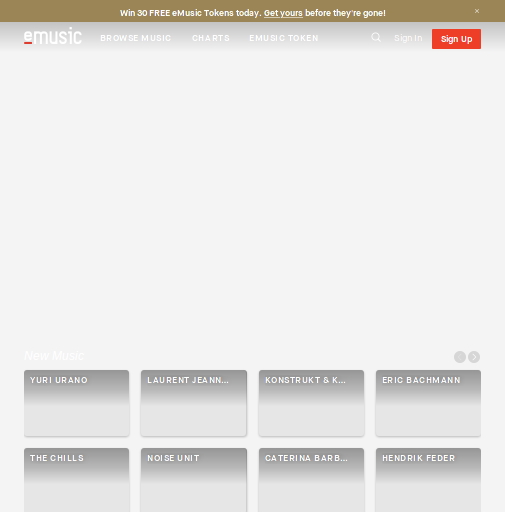 Win 30 FREE eMusic Tokens today. Get yours before they're gone!
×
emusic BROWSE MUSIC CHARTS EMUSIC TOKEN Sign In Sign Up
New Music
YURI URANO LAURENT JEANN... KONSTRUKT & K... ERIC BACHMANN
THE CHILLS NOISE UNIT CATERINA BARB... HENDRIK FEDER